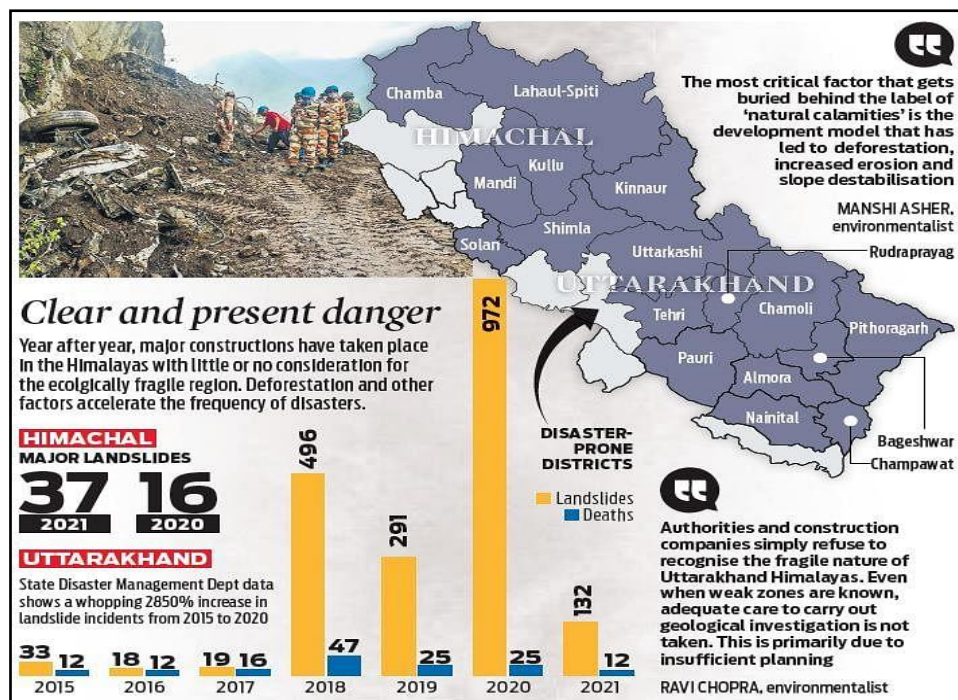 The most critical factor that gets
buried behind the label of
‘natural calamities’ is the
development model that has
led to deforestation,
increased erosion and
slope destabilisation
MANSHI ASHER,
environmentalist
Chamba
Lahaul-Spiti
HIMACHAL
Kullu
Mandi
Kinnaur
Shimla
Solan
Uttarkashi
Rudraprayag
UTTARAKHAND
Tehri
Chamoli
Pithoragarh
Pauri
Almora
Nainital
Bageshwar
Champawat
DISASTER-
PRONE
DISTRICTS
Clear and present danger
Year after year, major constructions have taken place
in the Himalayas with little or no consideration for
the ecolgically fragile region. Deforestation and other
factors accelerate the frequency of disasters.
HIMACHAL
MAJOR LANDSLIDES
37 16
2021 2020
UTTARAKHAND
State Disaster Management Dept data
shows a whopping 2850% increase in
landslide incidents from 2015 to 2020
Landslides
Deaths
33 12
18 12
19 16
496 47
291 25
972 25
132 12
2015 2016 2017 2018 2019 2020 2021
Authorities and construction
companies simply refuse to
recognise the fragile nature of
Uttarakhand Himalayas. Even
when weak zones are known,
adequate care to carry out
geological investigation is not
taken. This is primarily due to
insufficient planning
RAVI CHOPRA, environmentalist